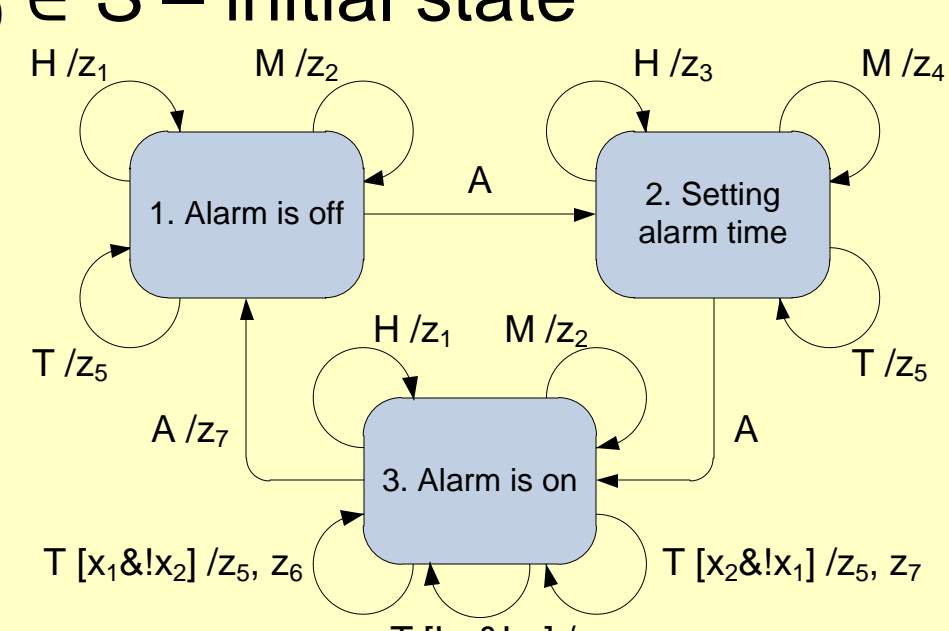 ∈ S – initial state
H /z₁
M /z₂
H /z₃
M /z₄
A
1. Alarm is off
2. Setting
alarm time
T /z₅
T /z₅
H /z₁
M /z₂
A /z₇
A
3. Alarm is on
T [x₁&!x₂] /z₅, z₆
T [x₂&!x₁] /z₅, z₇